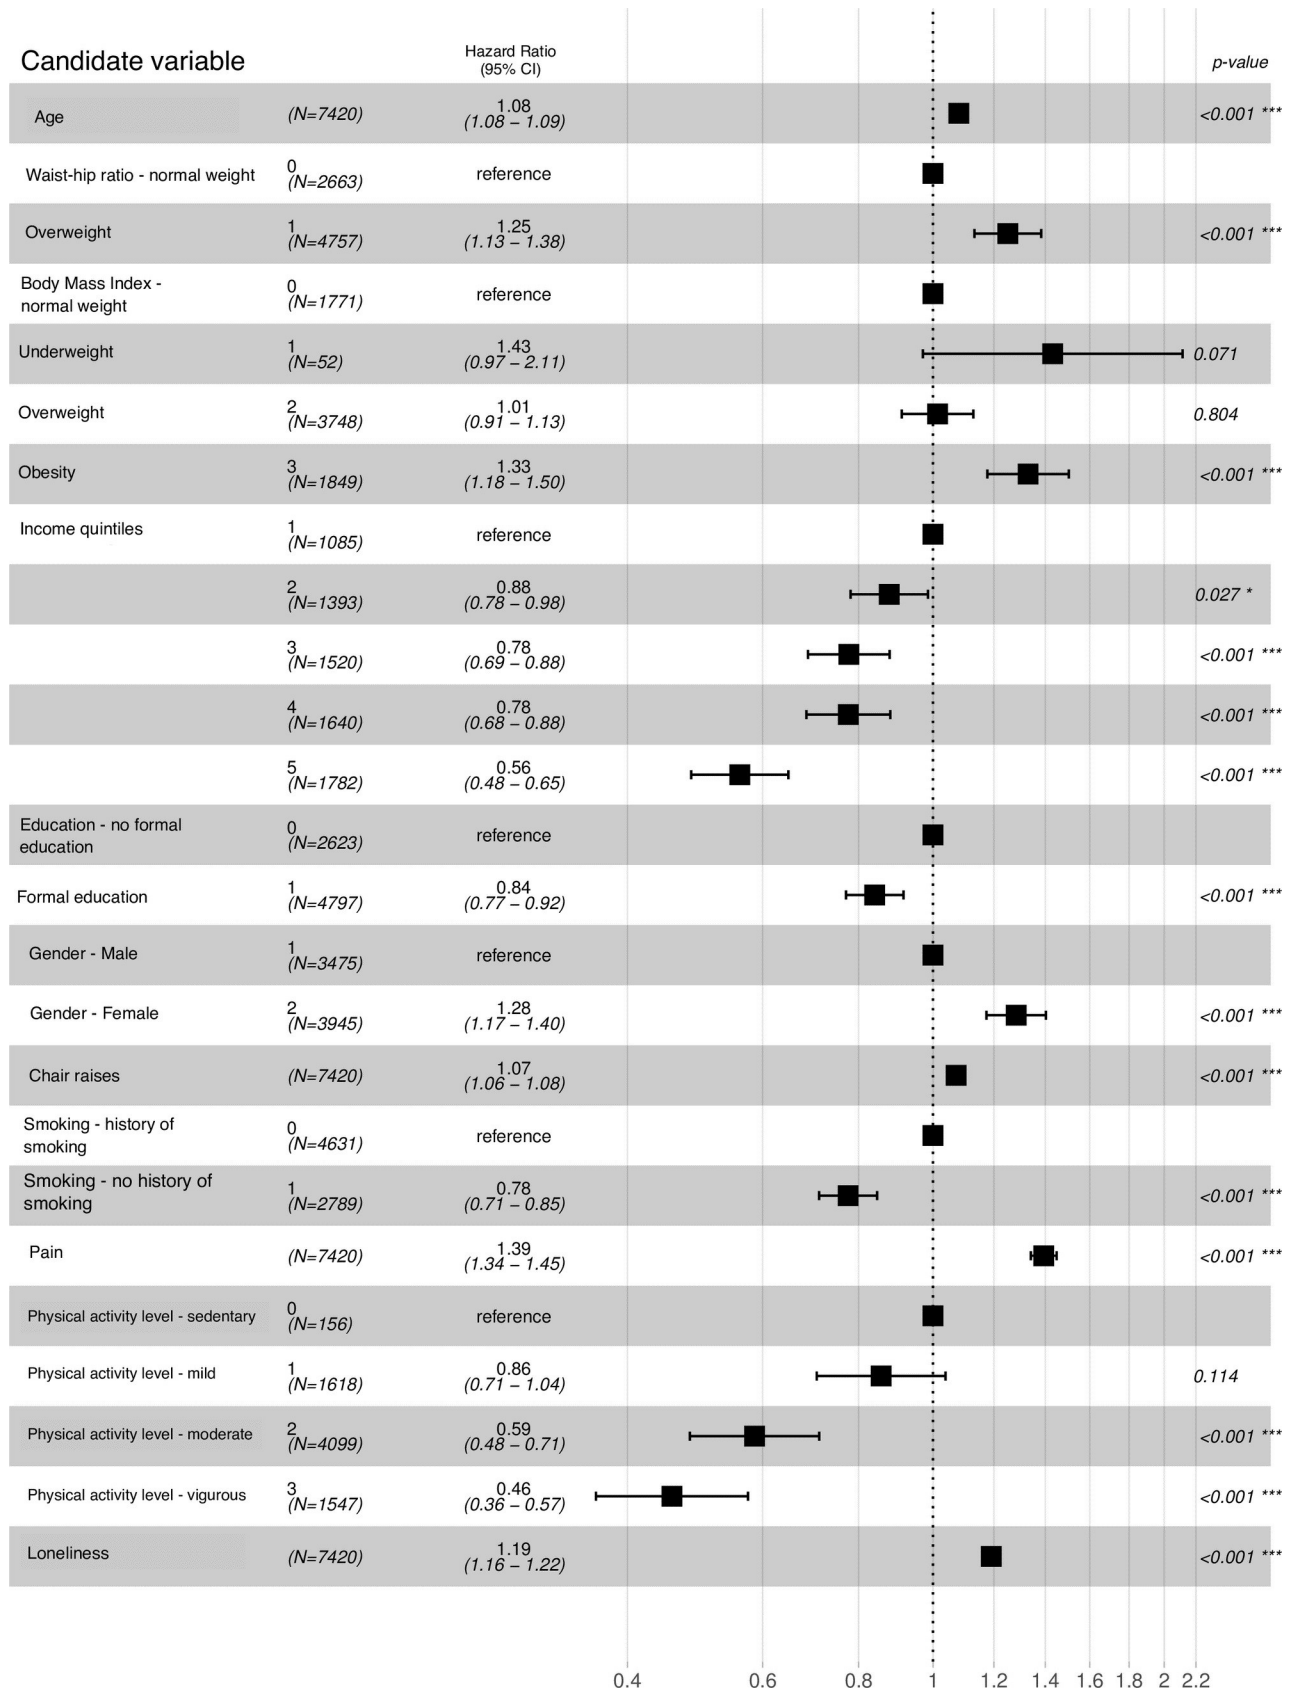 Candidate variable
Hazard Ratio
(95% CI)
p-value
Age (N=7420) 1.08 (1.08 – 1.09) <0.001 ***
Waist-hip ratio - normal weight 0 (N=2663) reference
Overweight 1 (N=4757) 1.25 (1.13 – 1.38) <0.001 ***
Body Mass Index -
normal weight 0 (N=1771) reference
Underweight 1 (N=52) 1.43 (0.97 – 2.11) 0.071
Overweight 2 (N=3748) 1.01 (0.91 – 1.13) 0.804
Obesity 3 (N=1849) 1.33 (1.18 – 1.50) <0.001 ***
Income quintiles 1 (N=1085) reference
2 (N=1393) 0.88 (0.78 – 0.98) 0.027 *
3 (N=1520) 0.78 (0.69 – 0.88) <0.001 ***
4 (N=1640) 0.78 (0.68 – 0.88) <0.001 ***
5 (N=1782) 0.56 (0.48 – 0.65) <0.001 ***
Education - no formal
education 0 (N=2623) reference
Formal education 1 (N=4797) 0.84 (0.77 – 0.92) <0.001 ***
Gender - Male 1 (N=3475) reference
Gender - Female 2 (N=3945) 1.28 (1.17 – 1.40) <0.001 ***
Chair raises (N=7420) 1.07 (1.06 – 1.08) <0.001 ***
Smoking - history of
smoking 0 (N=4631) reference
Smoking - no history of
smoking 1 (N=2789) 0.78 (0.71 – 0.85) <0.001 ***
Pain (N=7420) 1.39 (1.34 – 1.45) <0.001 ***
Physical activity level - sedentary 0 (N=156) reference
Physical activity level - mild 1 (N=1618) 0.86 (0.71 – 1.04) 0.114
Physical activity level - moderate 2 (N=4099) 0.59 (0.48 – 0.71) <0.001 ***
Physical activity level - vigurous 3 (N=1547) 0.46 (0.36 – 0.57) <0.001 ***
Loneliness (N=7420) 1.19 (1.16 – 1.22) <0.001 ***
0.4 0.6 0.8 1 1.2 1.4 1.6 1.8 2 2.2